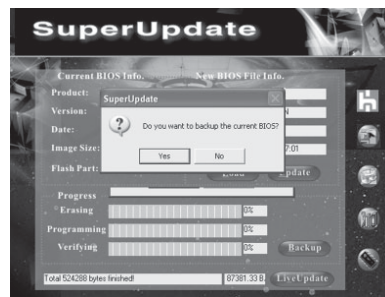 SuperUpdate
Current BIOS Info. New BIOS File Info.
Product:
SuperUpdate
Version:
Do you want to backup the current BIOS?
Date:
Image Size:
Yes No
7:01
Flash Part:
Update
Progress
Erasing 0%
Programming 0%
Verifying 0% Backup
Total 524288 bytes finished! 87381.33 B. LiveUpdate